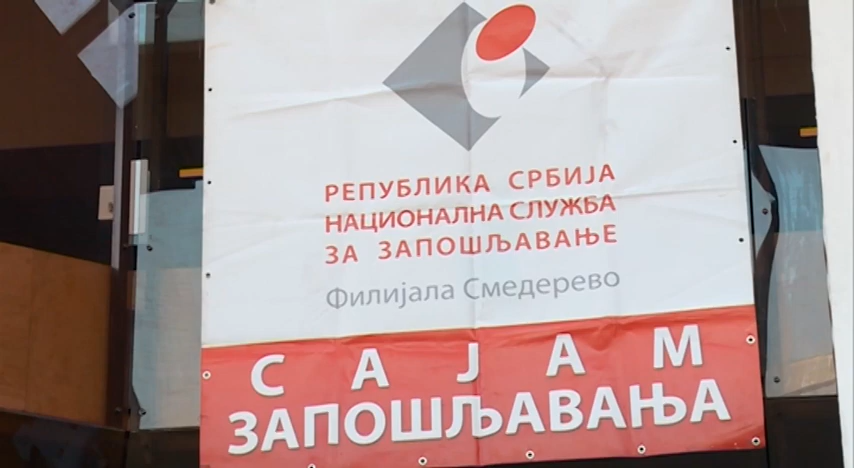 РЕПУБЛИКА СРБИЈА
НАЦИОНАЛНА СЛУЖБА
ЗА ЗАПОШЉАВАЊЕ
Филијала Смедерево
САЈАМ
ЗАПОШЉАВАЊА